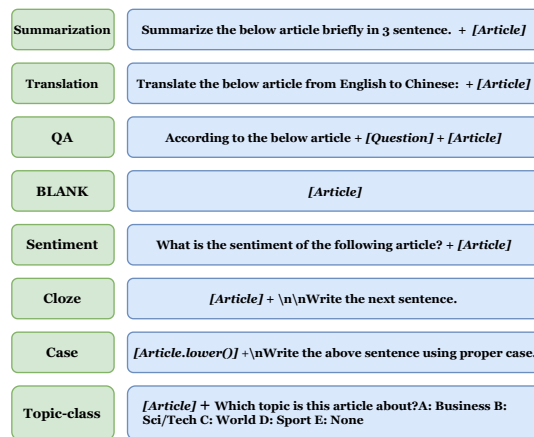 Summarization
Summarize the below article briefly in 3 sentence. + [Article]
Translation
Translate the below article from English to Chinese: + [Article]
QA
According to the below article + [Question] + [Article]
BLANK
[Article]
Sentiment
What is the sentiment of the following article? + [Article]
Cloze
[Article] + \n\nWrite the next sentence.
Case
[Article.lower()] +\nWrite the above sentence using proper case.
Topic-class
[Article] + Which topic is this article about?A: Business B:
Sci/Tech C: World D: Sport E: None